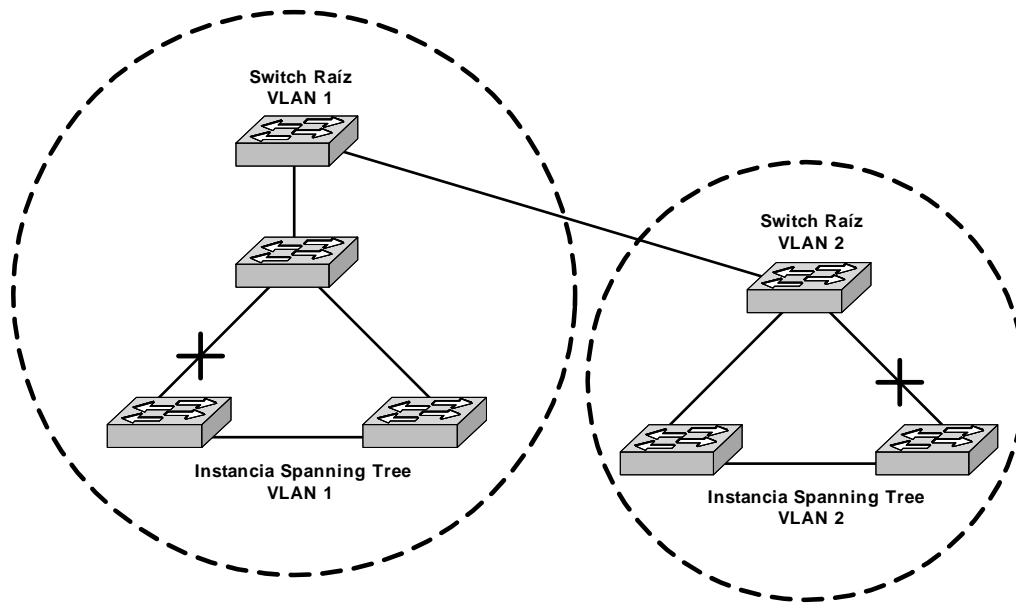 Switch Raíz
VLAN 1
Switch Raíz
VLAN 2
Instancia Spanning Tree
VLAN 1
Instancia Spanning Tree
VLAN 2